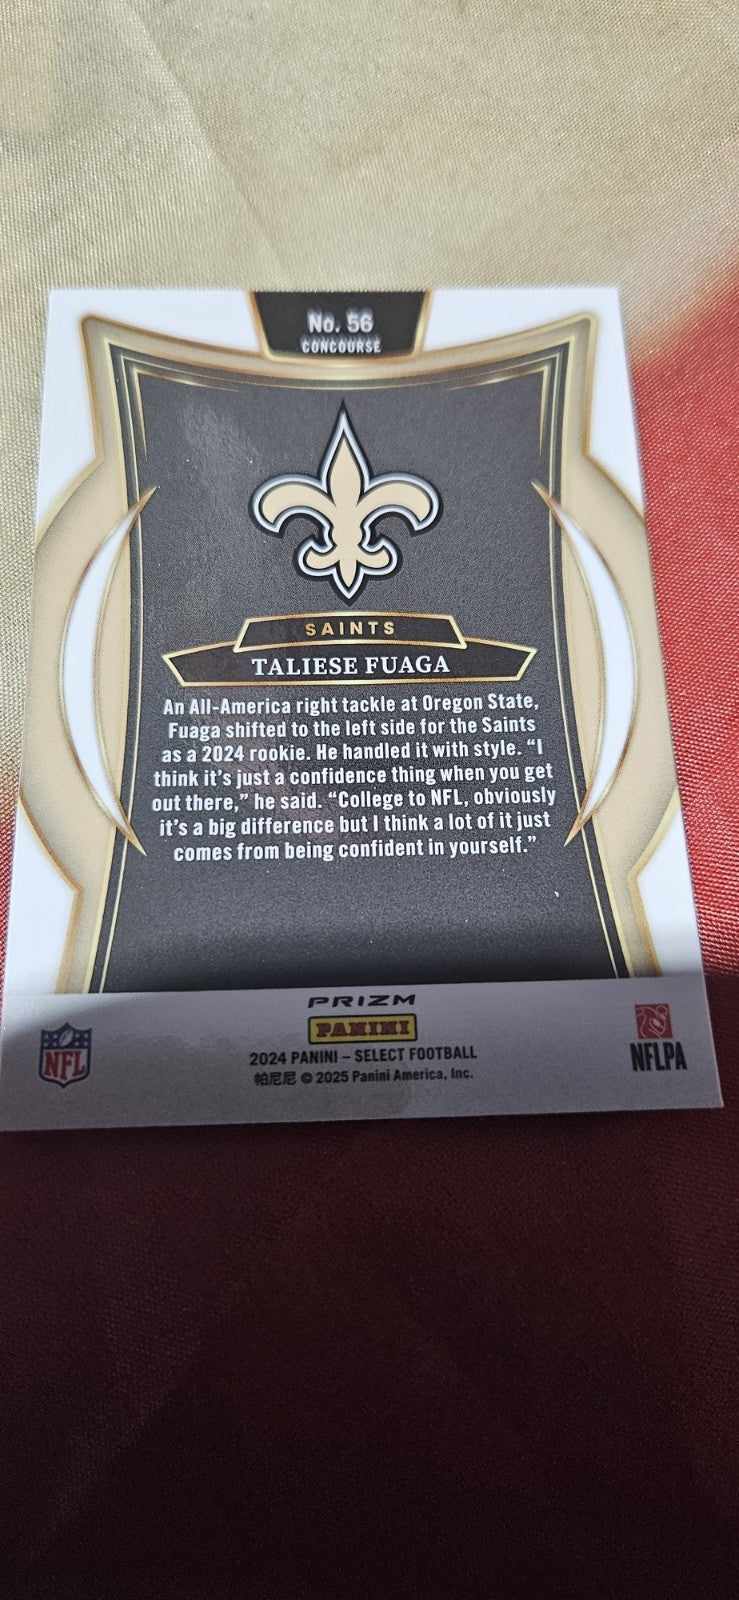 No. 56
CONCOURSE
SAINTS
TALIESE FUAGA
An All-America right tackle at Oregon State,
Fuaga shifted to the left side for the Saints
as a 2024 rookie. He handled it with style. “I
think it’s just a confidence thing when you get
out there,” he said. “College to NFL, obviously
it’s a big difference but I think a lot of it just
comes from being confident in yourself.”
PRIZM
PANINI
NFL
2024 PANINI – SELECT FOOTBALL
帕尼尼 © 2025 Panini America, Inc.
NFLPA